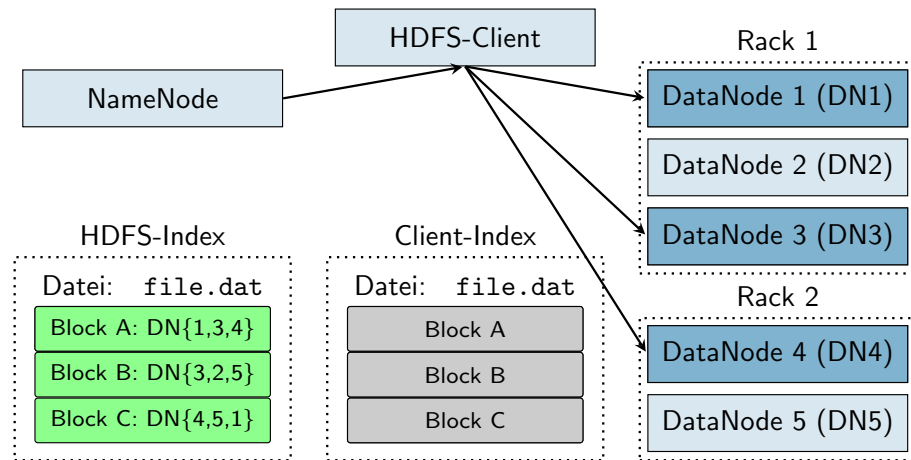 HDFS-Client
NameNode
Rack 1
DataNode 1 (DN1)
DataNode 2 (DN2)
DataNode 3 (DN3)
HDFS-Index
Datei: file.dat
Block A: DN{1,3,4}
Block B: DN{3,2,5}
Block C: DN{4,5,1}
Client-Index
Datei: file.dat
Block A
Block B
Block C
Rack 2
DataNode 4 (DN4)
DataNode 5 (DN5)